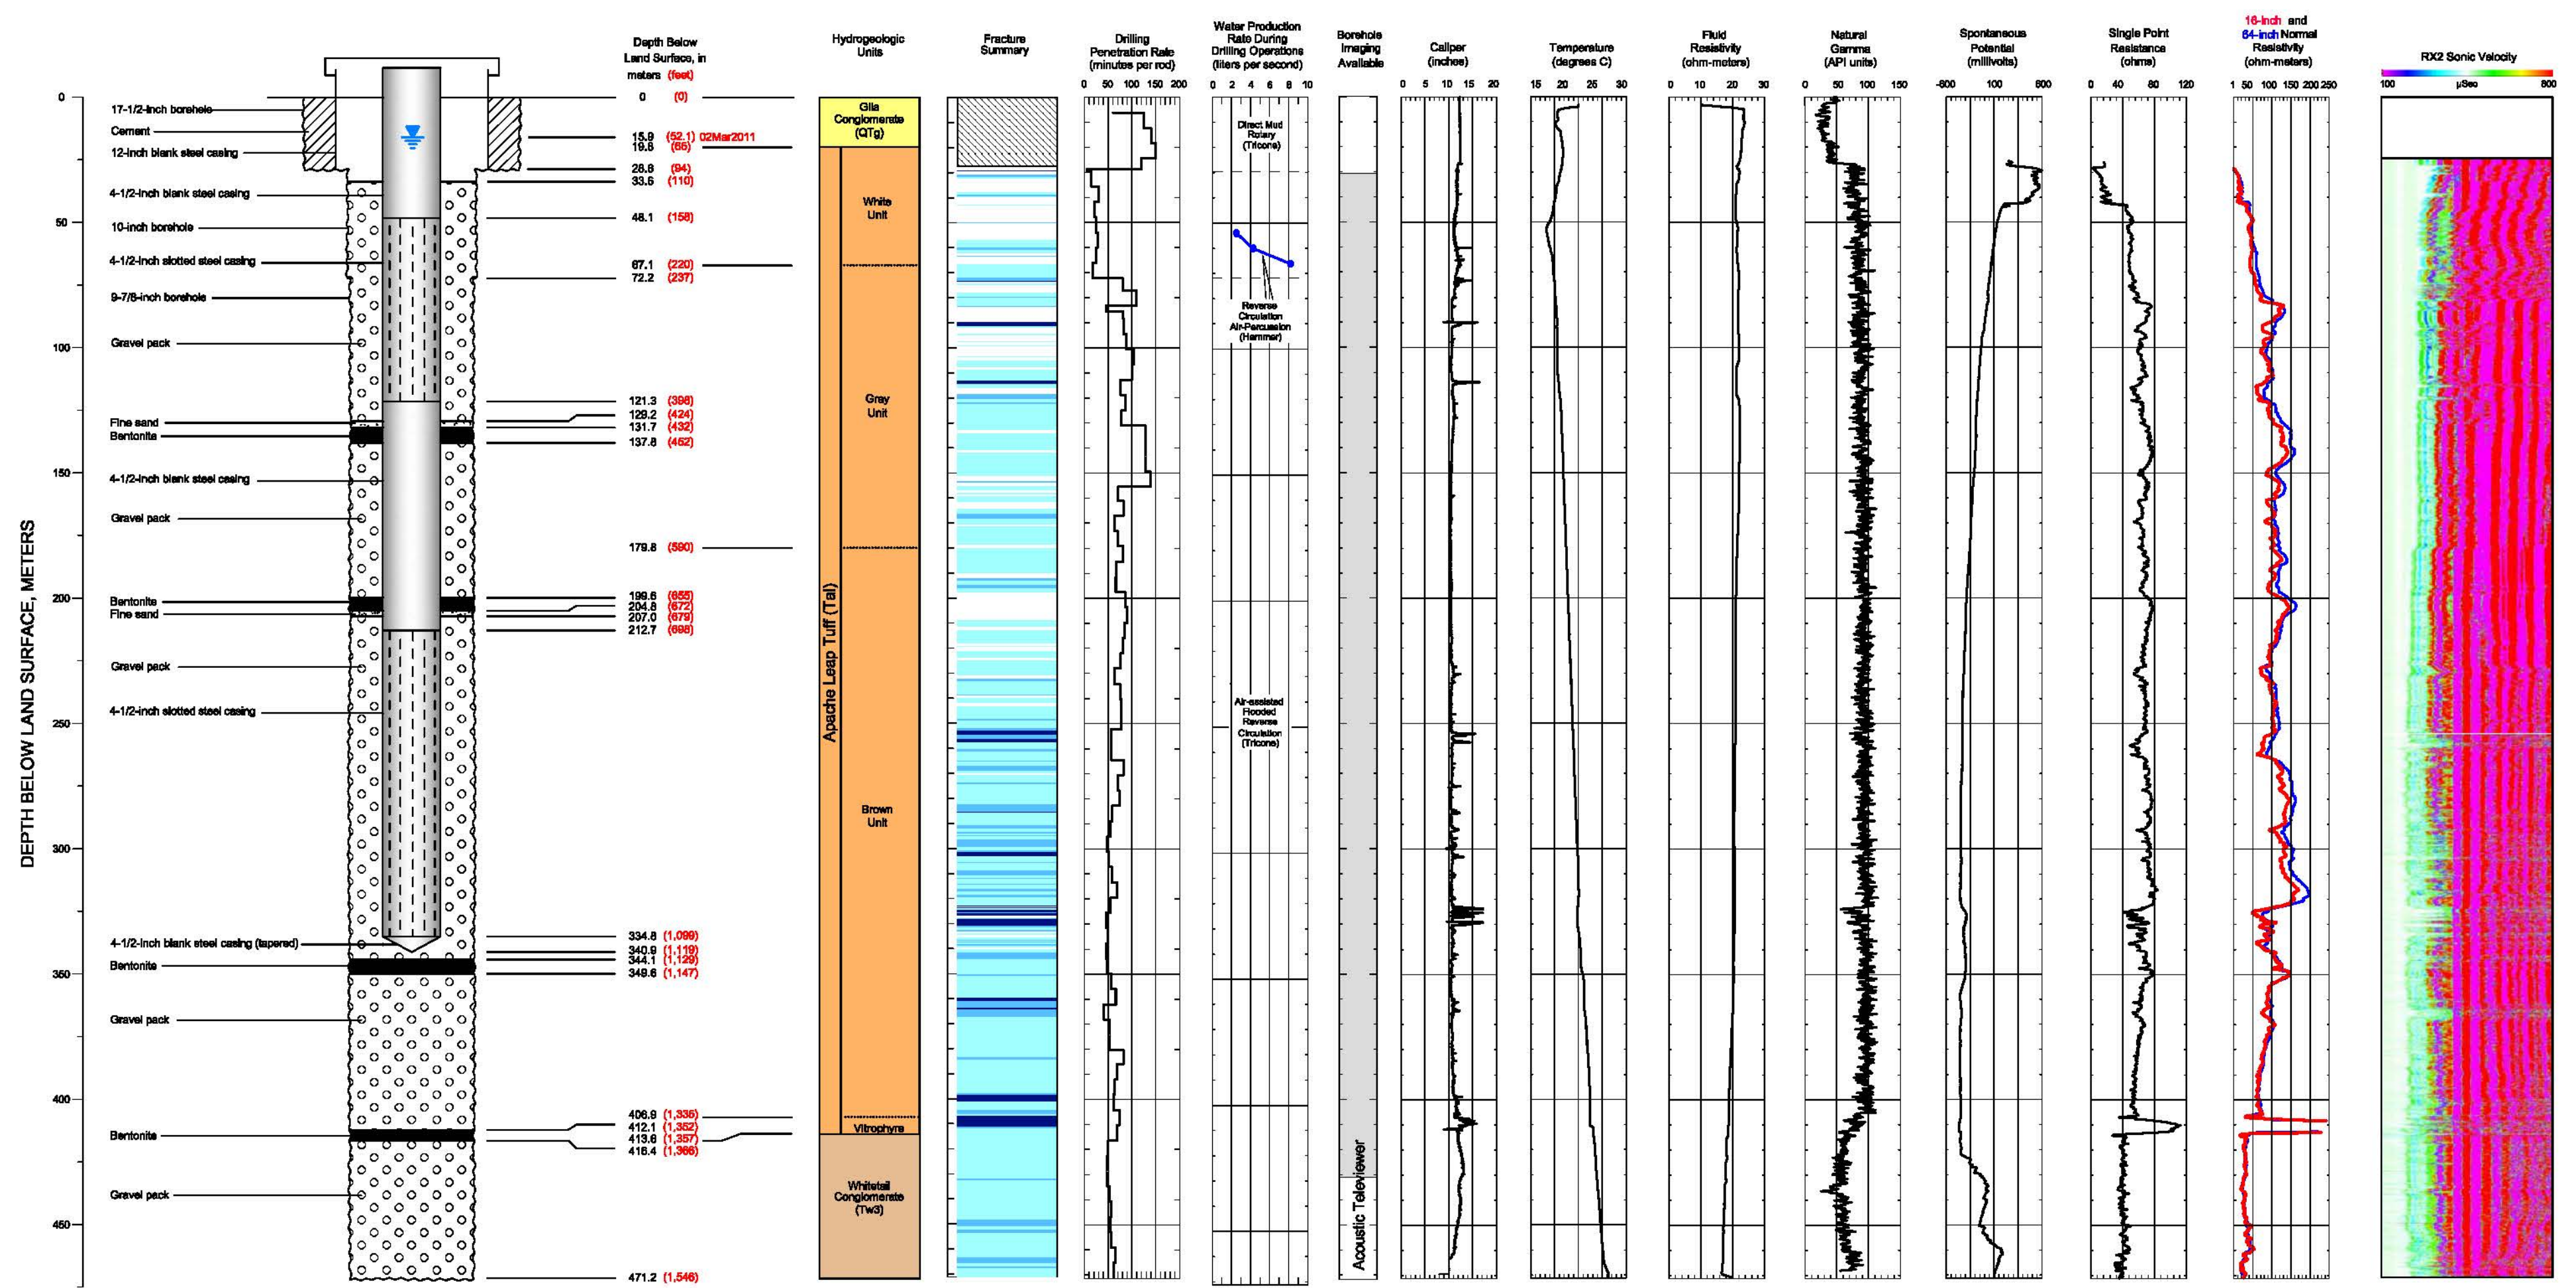 DEPTH BELOW LAND SURFACE, METERS
0
50
100
150
200
250
300
350
400
450
17-1/2-inch borehole
Cement
12-inch blank steel casing
4-1/2-inch blank steel casing
10-inch borehole
4-1/2-inch slotted steel casing
9-7/8-inch borehole
Gravel pack
Fine sand
Bentonite
4-1/2-inch blank steel casing
Gravel pack
Bentonite
Fine sand
Gravel pack
4-1/2-inch slotted steel casing
4-1/2-inch blank steel casing (tapered)
Bentonite
Gravel pack
Bentonite
Gravel pack
Depth Below
Land Surface, in
meters (feet)
0 (0)
15.9 (52.1) 02Mar2011
19.8 (65)
28.8 (94)
33.6 (110)
48.1 (158)
67.1 (220)
72.2 (237)
121.3 (398)
129.2 (424)
131.7 (432)
137.8 (452)
179.8 (590)
199.6 (655)
204.8 (672)
207.0 (679)
212.7 (698)
334.8 (1,099)
340.9 (1,119)
344.1 (1,129)
349.6 (1,147)
406.9 (1,335)
412.1 (1,352)
413.6 (1,357)
416.4 (1,366)
471.2 (1,546)
Hydrogeologic
Units
Gila
Conglomerate
(QTg)
Apache Leap Tuff (Tal)
White
Unit
Gray
Unit
Brown
Unit
Vitrophyre
Whitetail
Conglomerate
(Tw3)
Fracture
Summary
Drilling
Penetration Rate
(minutes per rod)
0 50 100 150 200
Water Production
Rate During
Drilling Operations
(liters per second)
0 2 4 6 8 10
Direct Mud
Rotary
(Tricone)
Reverse
Circulation
Air-Percussion
(Hammer)
Air-assisted
Flooded
Reverse
Circulation
(Tricone)
Borehole
Imaging
Available
Acoustic Televiewer
Caliper
(inches)
0 5 10 15 20
Temperature
(degrees C)
15 20 25 30
Fluid
Resistivity
(ohm-meters)
0 10 20 30
Natural
Gamma
(API units)
0 50 100 150
Spontaneous
Potential
(millivolts)
100
Single Point
Resistance
(ohms)
0 40 80 120
16-inch and
64-inch Normal
Resistivity
(ohm-meters)
1 50 100 150 200 250
RX2 Sonic Velocity
100 µSec